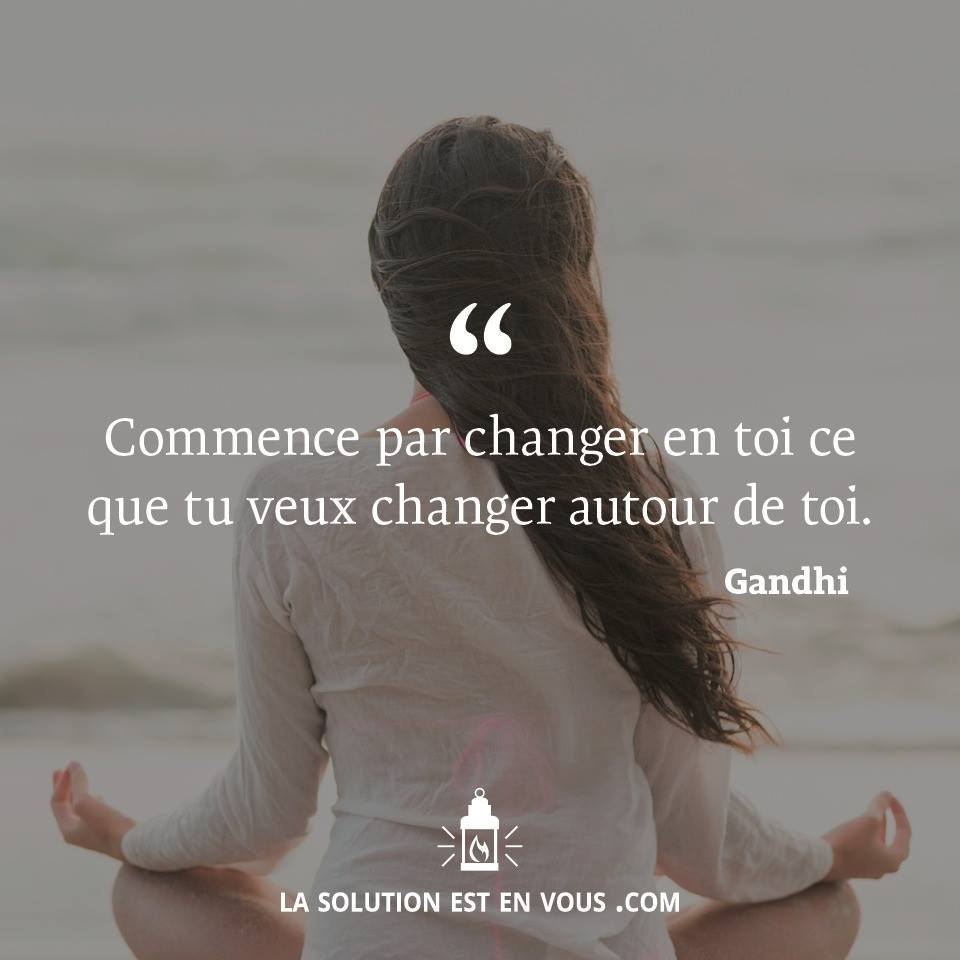 “
Commence par changer en toi ce
que tu veux changer autour de toi.
Gandhi
LA SOLUTION EST EN VOUS .COM